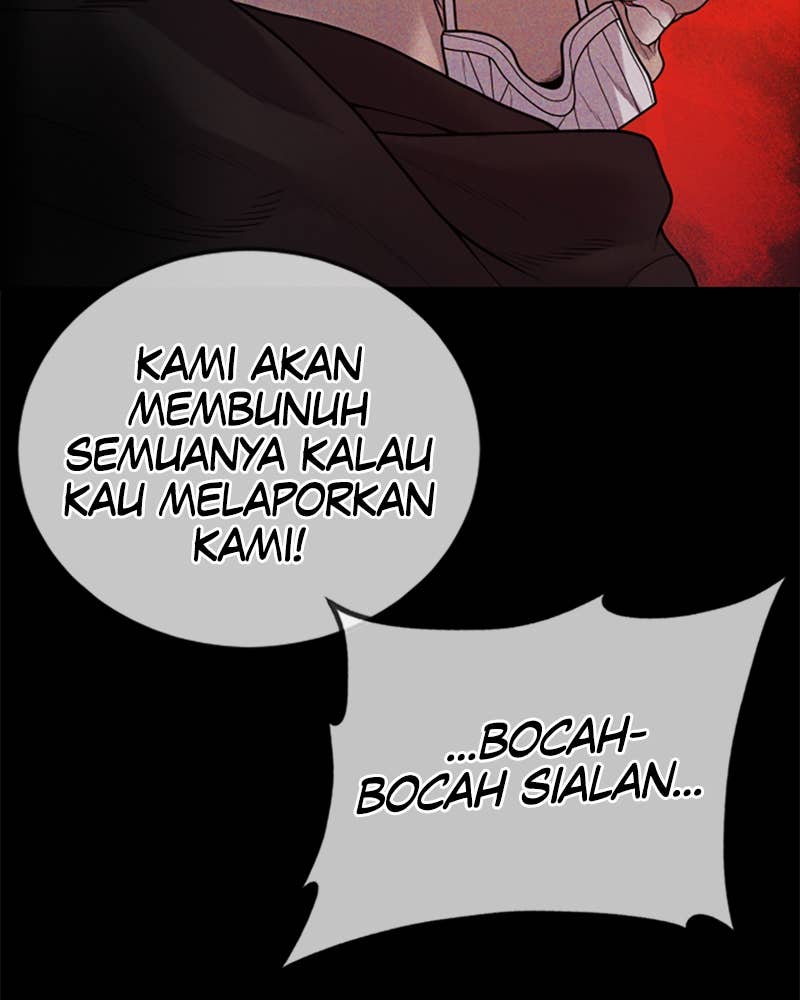 KAMI AKAN
MEMBUNUH
SEMUANYA KALAU
KAU MELAPORKAN
KAMI!
...BOCAH-
BOCAH SIALAN...